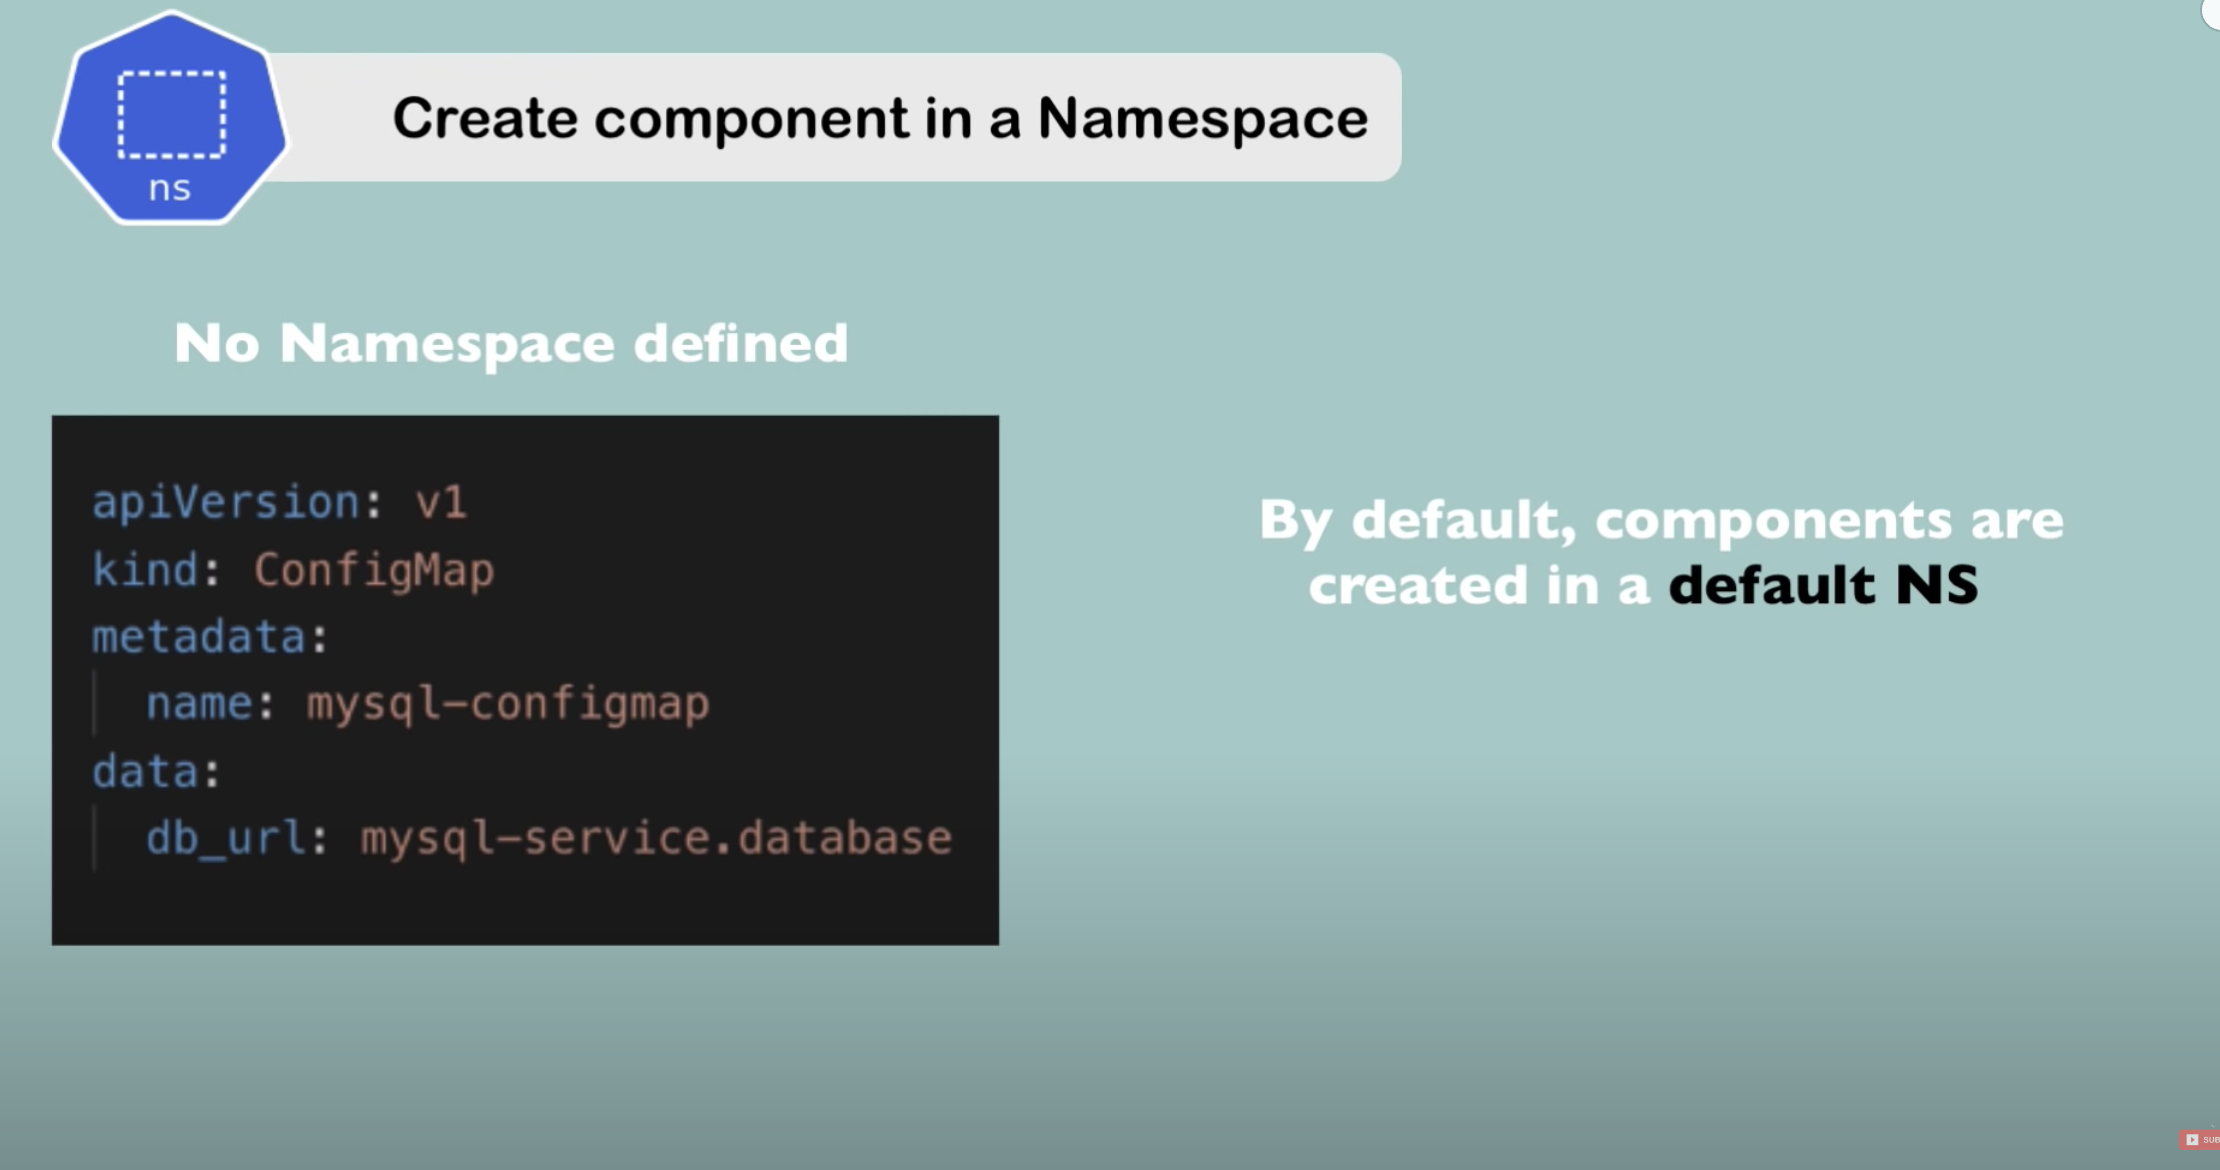 ns
Create component in a Namespace
No Namespace defined
apiVersion: v1
kind: ConfigMap
metadata:
  name: mysql-configmap
data:
  db_url: mysql-service.database
By default, components are
created in a default NS
SUB